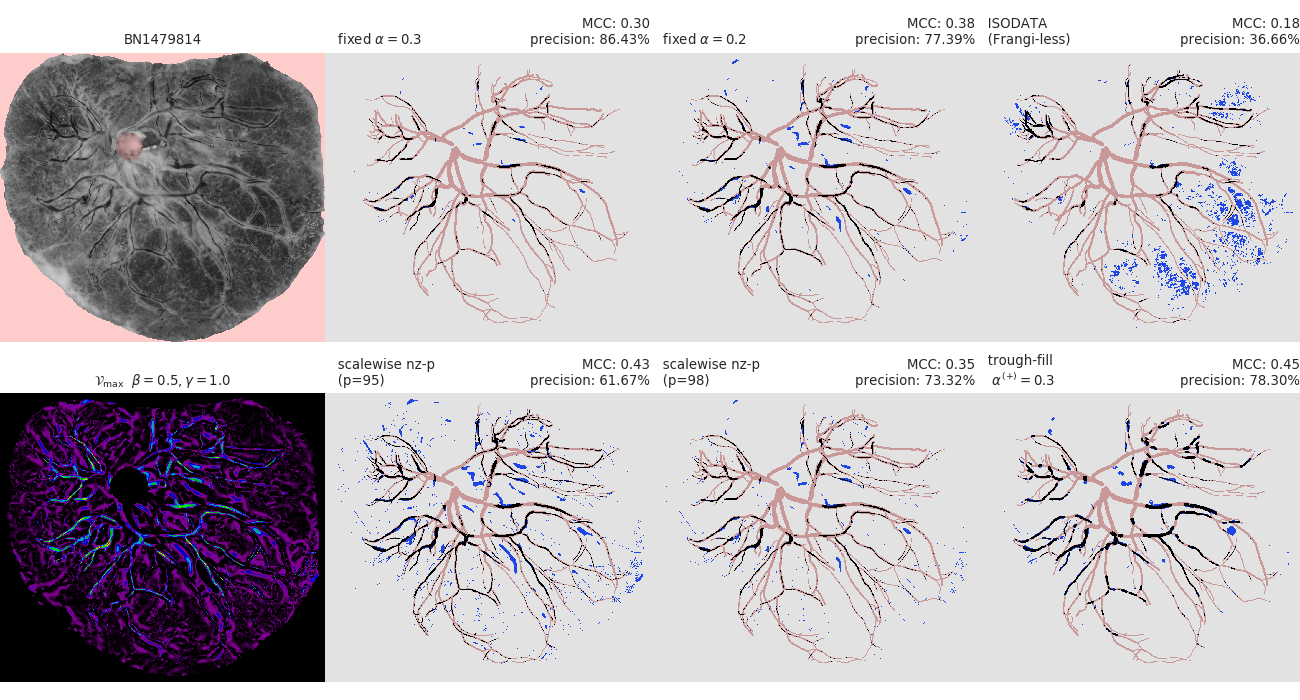 BN1479814
fixed α = 0.3
MCC: 0.30
precision: 86.43%
fixed α = 0.2
MCC: 0.38
precision: 77.39%
ISODATA
(Frangi-less)
MCC: 0.18
precision: 36.66%
𝒱max β = 0.5, γ = 1.0
scalewise nz-p
(p=95)
MCC: 0.43
precision: 61.67%
scalewise nz-p
(p=98)
MCC: 0.35
precision: 73.32%
trough-fill
α(+) = 0.3
MCC: 0.45
precision: 78.30%